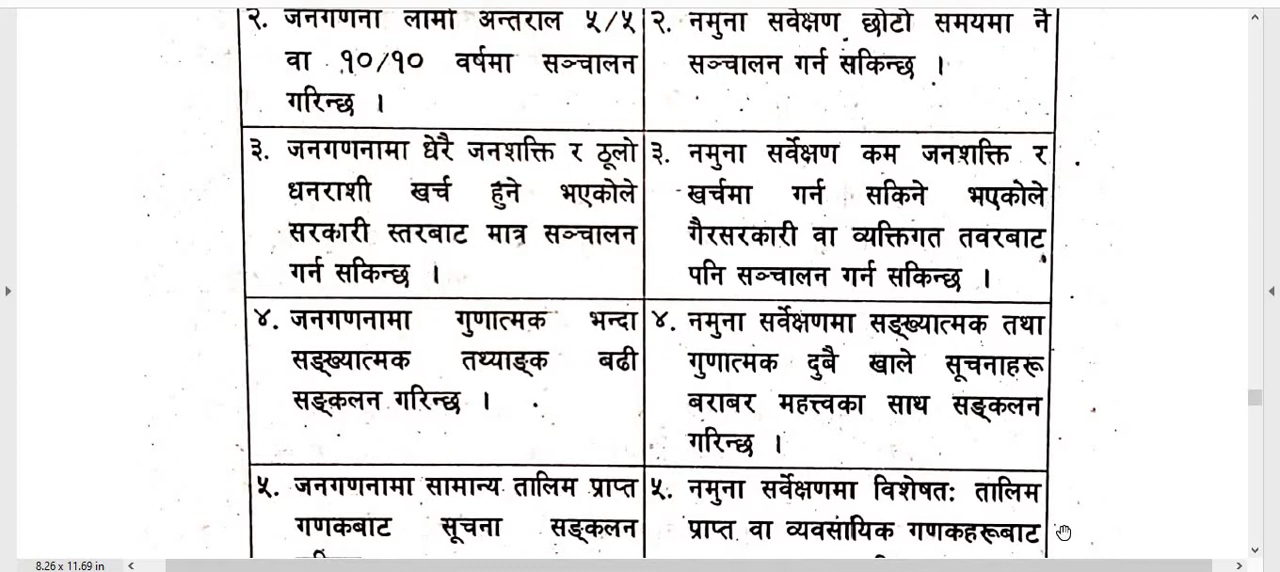 २. जनगणना लामो अन्तराल ५/५
वा १०/१० वर्षमा सञ्चालन
गरिन्छ ।
२. नमुना सर्वेक्षण छोटो समयमा नै
सञ्चालन गर्न सकिन्छ ।
३. जनगणनामा धेरै जनशक्ति र ठूलो
धनराशी खर्च हुने भएकोले
सरकारी स्तरबाट मात्र सञ्चालन
गर्न सकिन्छ ।
३. नमुना सर्वेक्षण कम जनशक्ति र
खर्चमा गर्न सकिने भएकोले
गैरसरकारी वा व्यक्तिगत तवरबाट
पनि सञ्चालन गर्न सकिन्छ ।
४. जनगणनामा गुणात्मक भन्दा
सङ्ख्यात्मक तथ्याङ्क बढी
सङ्कलन गरिन्छ ।
४. नमुना सर्वेक्षणमा सङ्ख्यात्मक तथा
गुणात्मक दुबै खाले सूचनाहरू
बराबर महत्त्वका साथ सङ्कलन
गरिन्छ ।
५. जनगणनामा सामान्य तालिम प्राप्त
गणकबाट सूचना सङ्कलन
५. नमुना सर्वेक्षणमा विशेषतः तालिम
प्राप्त वा व्यवसायिक गणकहरूबाट
8.26 x 11.69 in